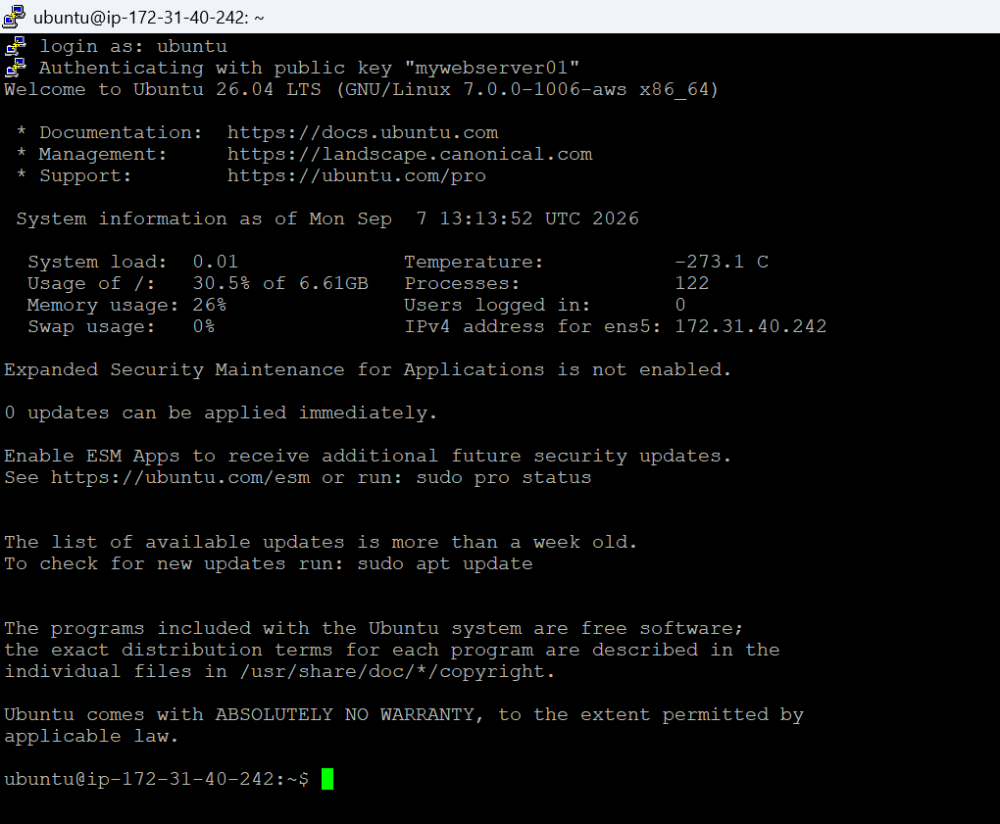 ubuntu@ip-172-31-40-242: ~
login as: ubuntu
Authenticating with public key "mywebserver01"
Welcome to Ubuntu 26.04 LTS (GNU/Linux 7.0.0-1006-aws x86_64)
* Documentation:  https://docs.ubuntu.com
* Management:     https://landscape.canonical.com
* Support:        https://ubuntu.com/pro
System information as of Mon Sep  7 13:13:52 UTC 2026
System load:  0.01              Temperature:           -273.1 C
Usage of /:   30.5% of 6.61GB   Processes:             122
Memory usage: 26%               Users logged in:       0
Swap usage:   0%                IPv4 address for ens5: 172.31.40.242
Expanded Security Maintenance for Applications is not enabled.
0 updates can be applied immediately.
Enable ESM Apps to receive additional future security updates.
See https://ubuntu.com/esm or run: sudo pro status
The list of available updates is more than a week old.
To check for new updates run: sudo apt update
The programs included with the Ubuntu system are free software;
the exact distribution terms for each program are described in the
individual files in /usr/share/doc/*/copyright.
Ubuntu comes with ABSOLUTELY NO WARRANTY, to the extent permitted by
applicable law.
ubuntu@ip-172-31-40-242:~$